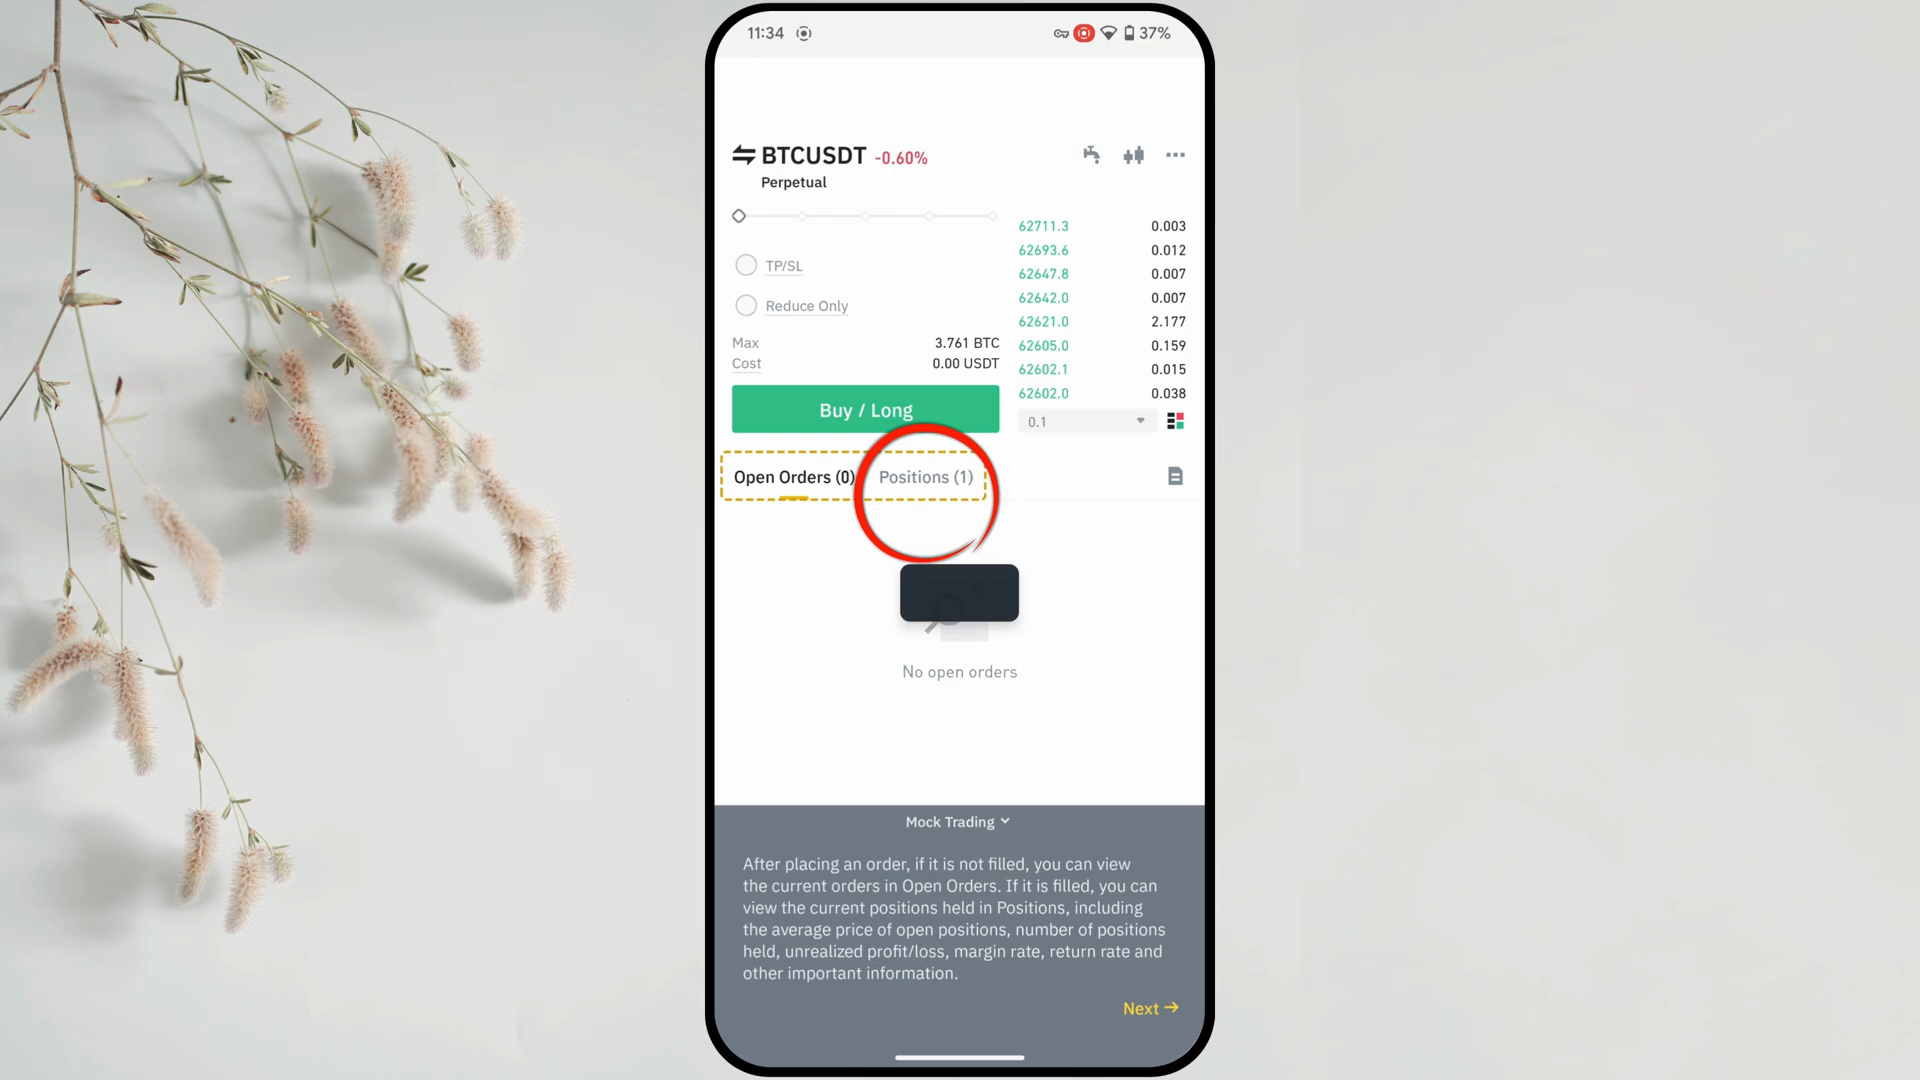 11:34
37%
BTCUSDT -0.60%
Perpetual
TP/SL
Reduce Only
Max 3.761 BTC
Cost 0.00 USDT
Buy / Long
62711.3 0.003
62693.6 0.012
62647.8 0.007
62642.0 0.007
62621.0 2.177
62605.0 0.159
62602.1 0.015
62602.0 0.038
0.1
Open Orders (0) Positions (1)
No open orders
Mock Trading
After placing an order, if it is not filled, you can view
the current orders in Open Orders. If it is filled, you can
view the current positions held in Positions, including
the average price of open positions, number of positions
held, unrealized profit/loss, margin rate, return rate and
other important information.
Next →